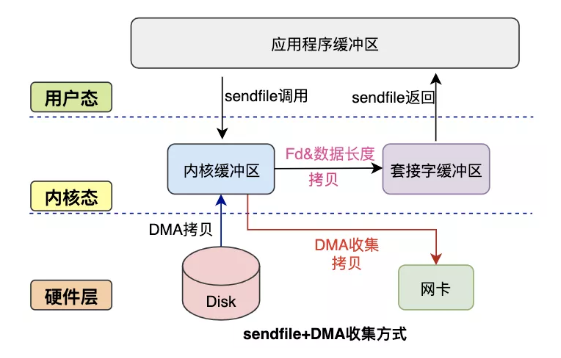 应用程序缓冲区
sendfile调用
sendfile返回
用户态
Fd&数据长度
拷贝
内核缓冲区
套接字缓冲区
内核态
DMA拷贝
DMA收集
拷贝
硬件层
Disk
网卡
sendfile+DMA收集方式